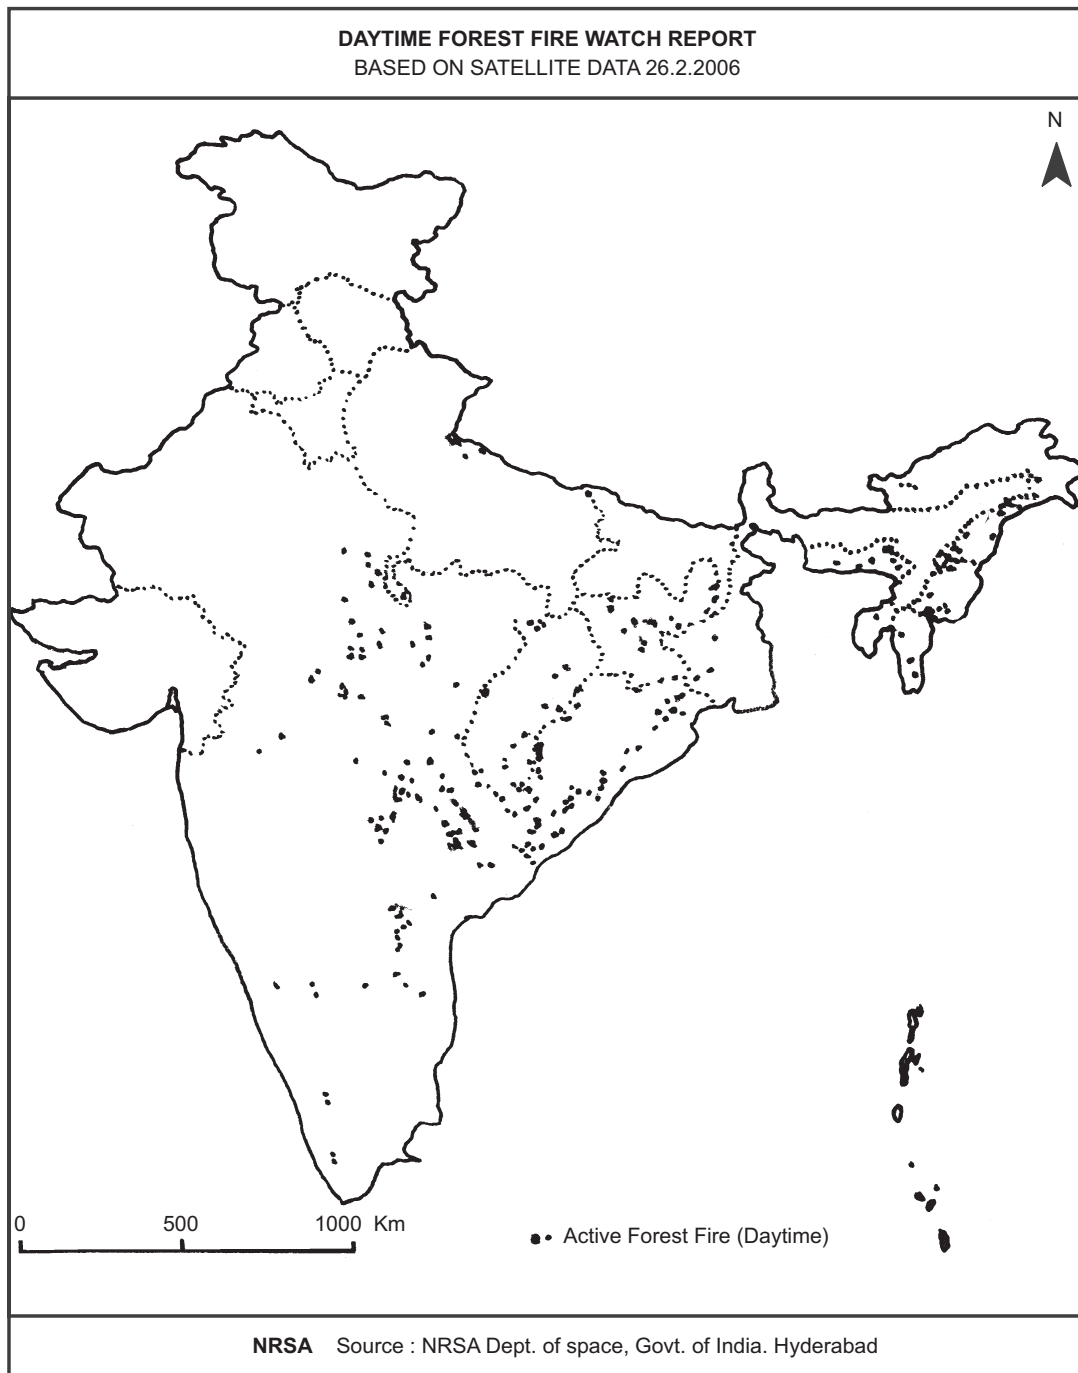 DAYTIME FOREST FIRE WATCH REPORT
BASED ON SATELLITE DATA 26.2.2006
N
0 500 1000 Km
Active Forest Fire (Daytime)
NRSA Source : NRSA Dept. of space, Govt. of India. Hyderabad